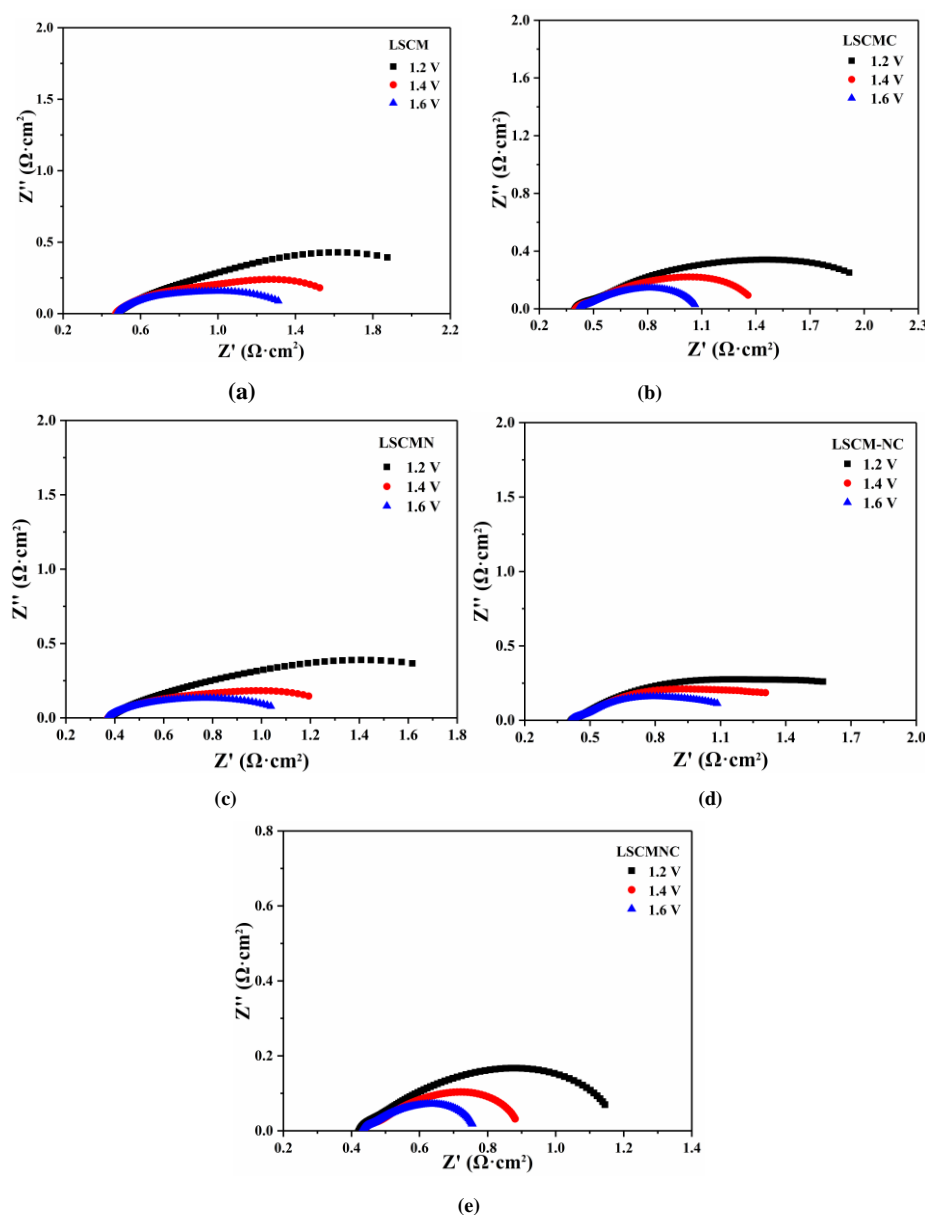 LSCM
1.2 V
1.4 V
1.6 V
2.0
1.5
1.0
0.5
0.0
0.2 0.6 1.0 1.4 1.8 2.2
Z'' (Ω·cm²)
Z' (Ω·cm²)
(a)
LSCMC
1.2 V
1.4 V
1.6 V
2.0
1.6
1.2
0.8
0.4
0.0
0.2 0.5 0.8 1.1 1.4 1.7 2.0 2.3
Z'' (Ω·cm²)
Z' (Ω·cm²)
(b)
LSCMN
1.2 V
1.4 V
1.6 V
2.0
1.5
1.0
0.5
0.0
0.2 0.4 0.6 0.8 1.0 1.2 1.4 1.6 1.8
Z'' (Ω·cm²)
Z' (Ω·cm²)
(c)
LSCM-NC
1.2 V
1.4 V
1.6 V
2.0
1.5
1.0
0.5
0.0
0.2 0.5 0.8 1.1 1.4 1.7 2.0
Z'' (Ω·cm²)
Z' (Ω·cm²)
(d)
LSCMNC
1.2 V
1.4 V
1.6 V
0.8
0.6
0.4
0.2
0.0
0.2 0.4 0.6 0.8 1.0 1.2 1.4
Z'' (Ω·cm²)
Z' (Ω·cm²)
(e)